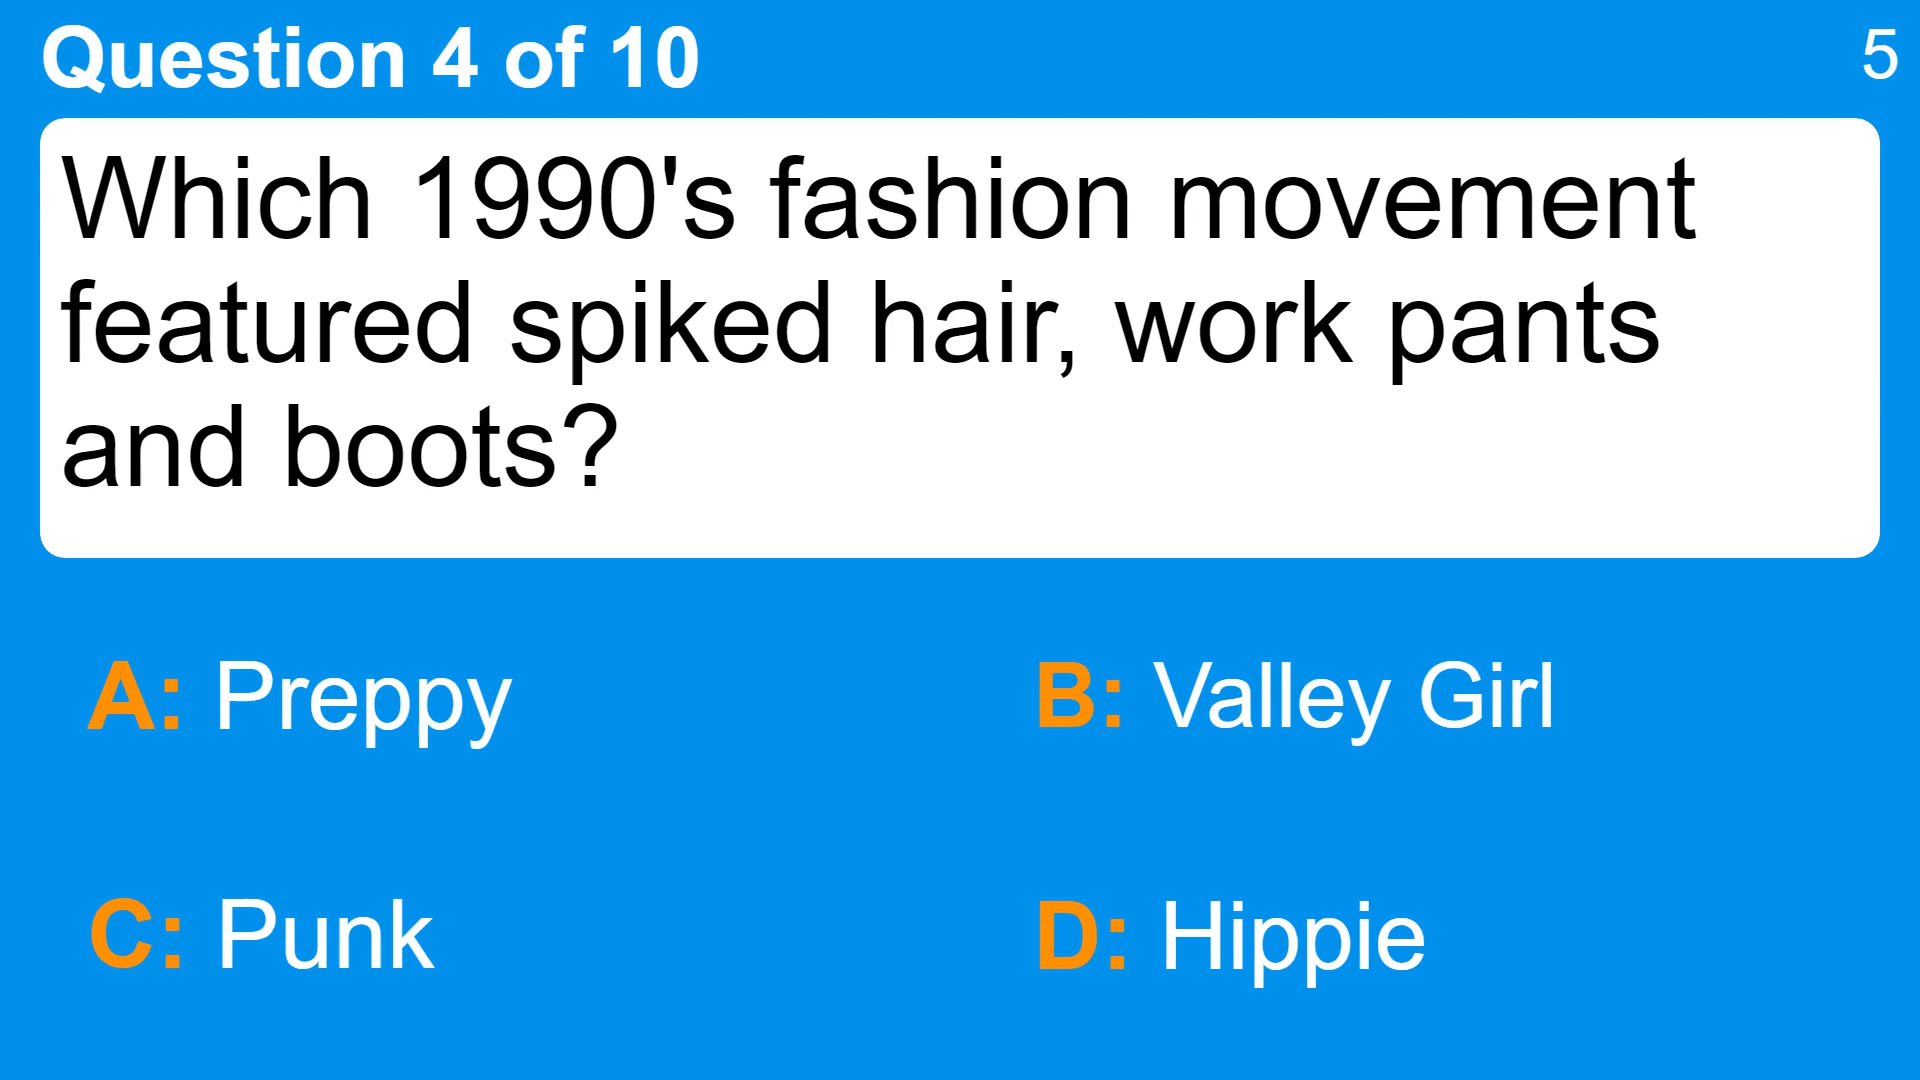 Question 4 of 10
5
Which 1990's fashion movement
featured spiked hair, work pants
and boots?
A: Preppy
B: Valley Girl
C: Punk
D: Hippie